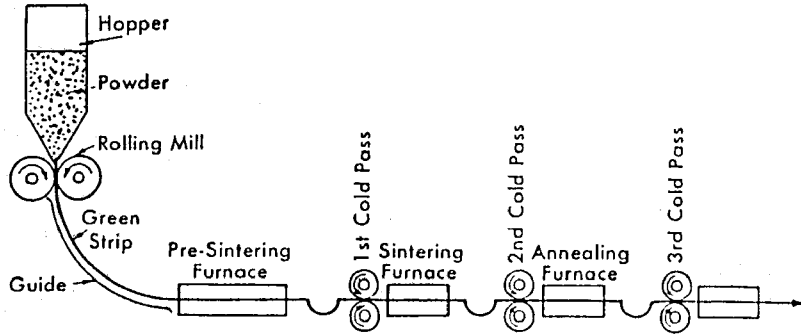 Hopper
Powder
Rolling Mill
Green
Strip
Guide
Pre-Sintering
Furnace
1st Cold Pass
Sintering
Furnace
2nd Cold Pass
Annealing
Furnace
3rd Cold Pass